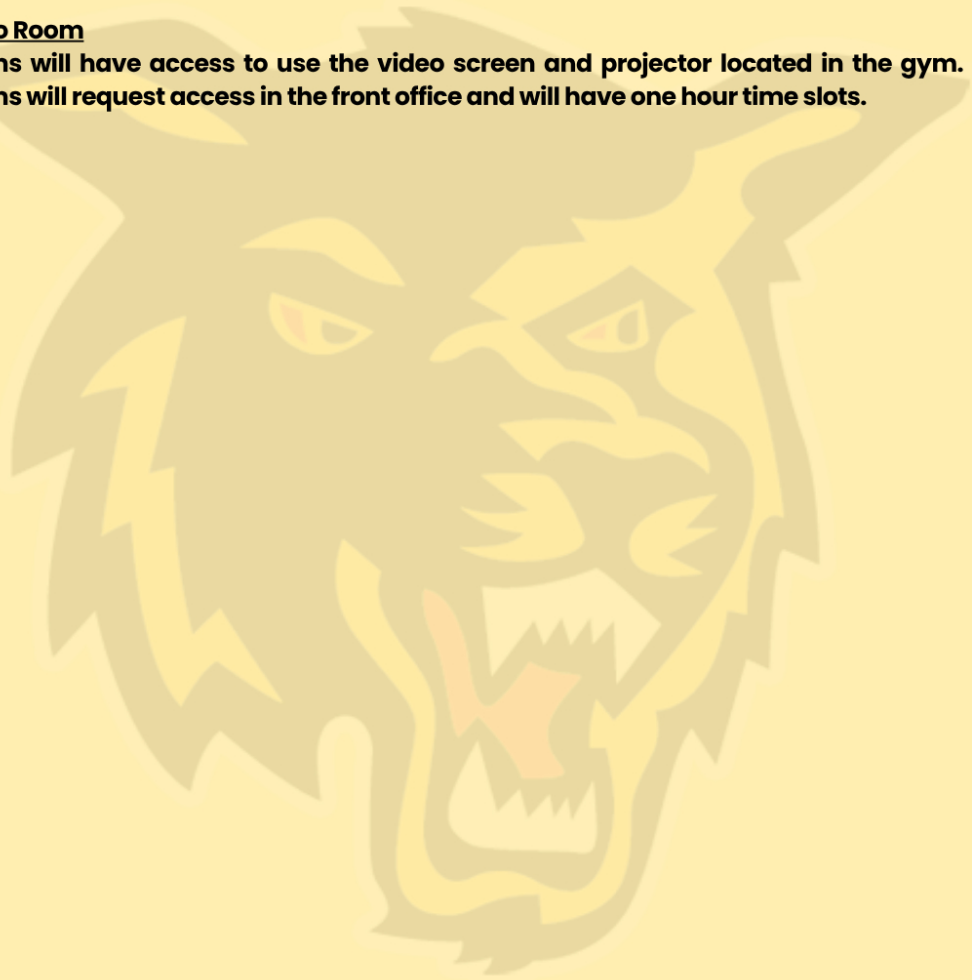 o Room
ns will have access to use the video screen and projector located in the gym.
ns will request access in the front office and will have one hour time slots.